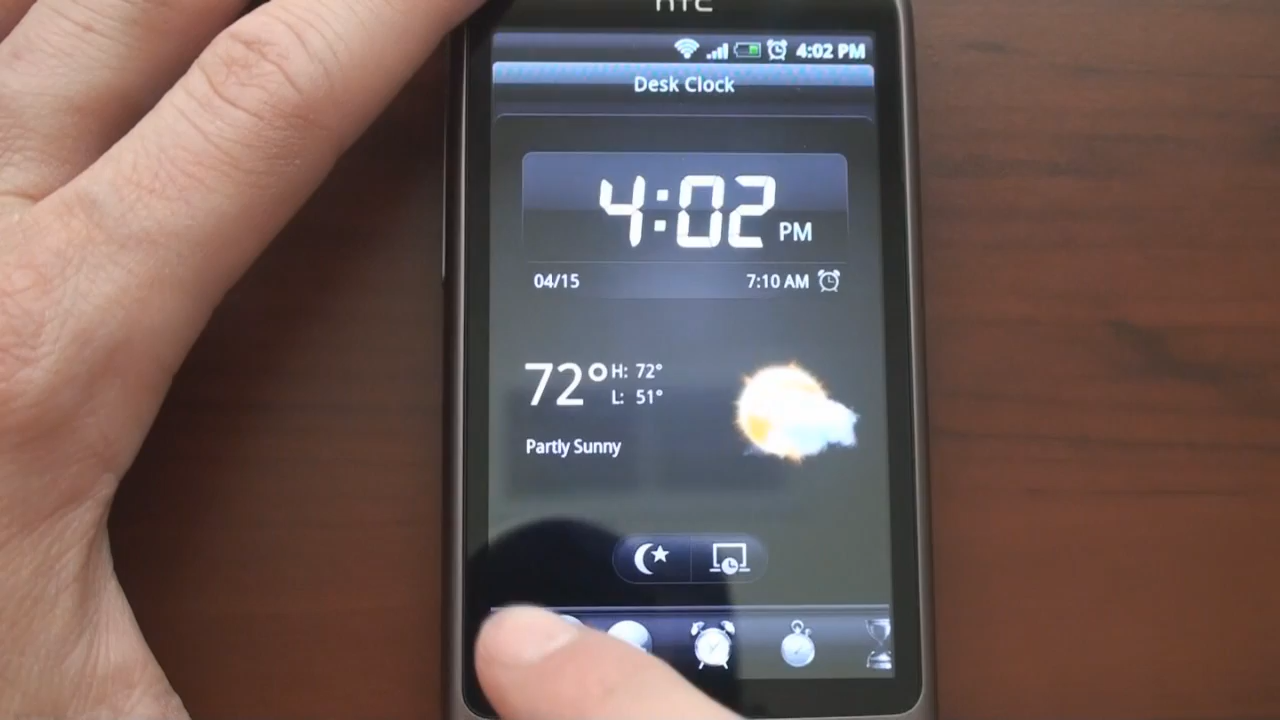 hTC
4:02 PM
Desk Clock
4:02 PM
04/15 7:10 AM
72° H: 72°
L: 51°
Partly Sunny